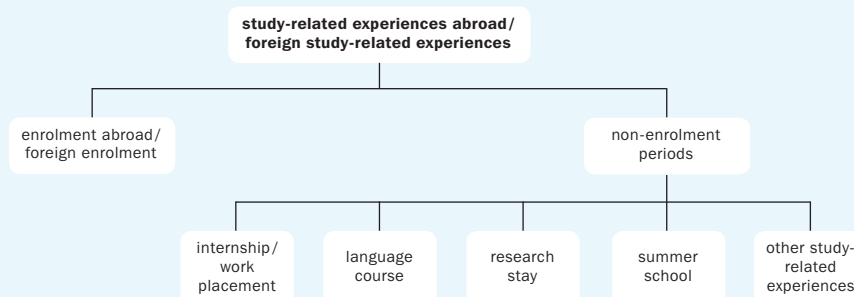 study-related experiences abroad/
foreign study-related experiences
enrolment abroad/
foreign enrolment
non-enrolment
periods
internship/
work
placement
language
course
research
stay
summer
school
other study-
related
experiences